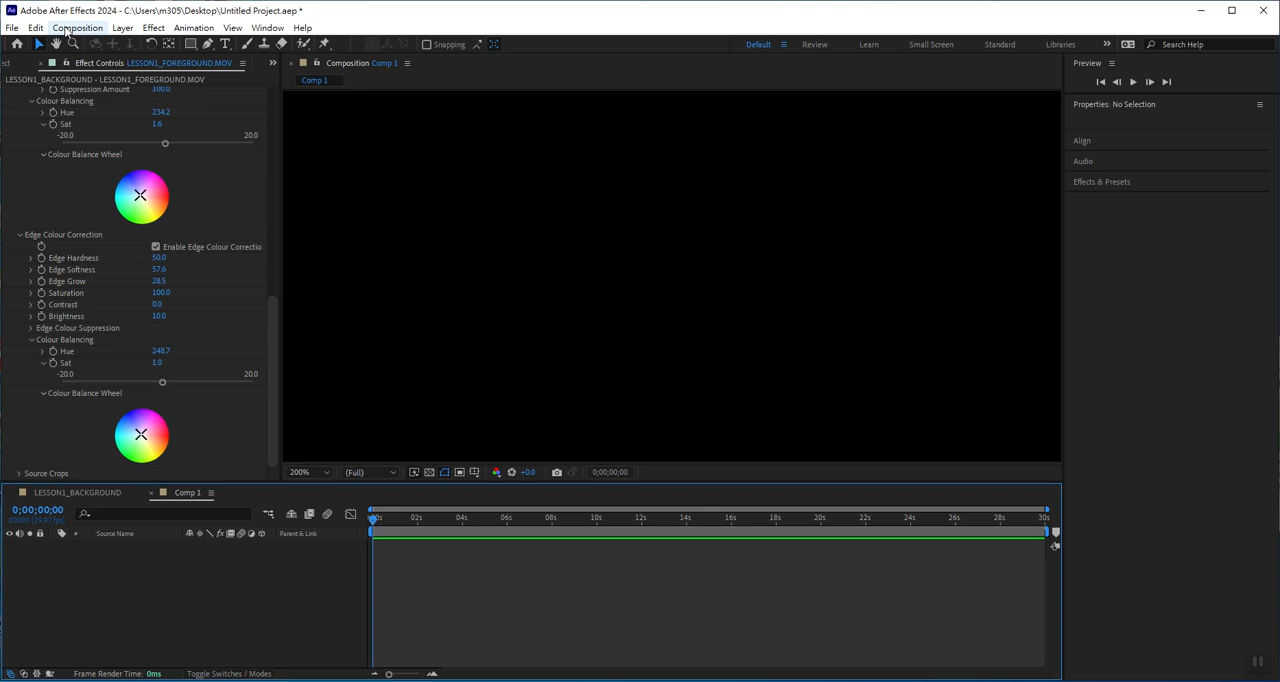 Adobe After Effects 2024 - C:\Users\m305\Desktop\Untitled Project.aep *
File Edit Composition Layer Effect Animation View Window Help
Snapping Default Review Learn Small Screen Standard Libraries Search Help
ect Effect Controls LESSON1_FOREGROUND.MOV Composition Comp 1 Preview
LESSON1_BACKGROUND • LESSON1_FOREGROUND.MOV
Comp 1
Suppression Amount 100.0
Colour Balancing
Properties: No Selection
Hue 234.2
Sat 1.6
-20.0 20.0
Align
Colour Balance Wheel
Audio
Effects & Presets
Edge Colour Correction
Enable Edge Colour Correctio
Edge Hardness 50.0
Edge Softness 57.6
Edge Grow 28.5
Saturation 100.0
Contrast 0.0
Brightness 10.0
Edge Colour Suppression
Colour Balancing
Hue 248.7
Sat 1.0
-20.0 20.0
Colour Balance Wheel
Source Crops
200% (Full) +0.0 0;00;00;00
LESSON1_BACKGROUND Comp 1
0;00;00;00
00000 (29.97 fps)
02s 04s 06s 08s 10s 12s 14s 16s 18s 20s 22s 24s 26s 28s 30s
# Source Name Parent & Link
Frame Render Time: 0ms Toggle Switches / Modes